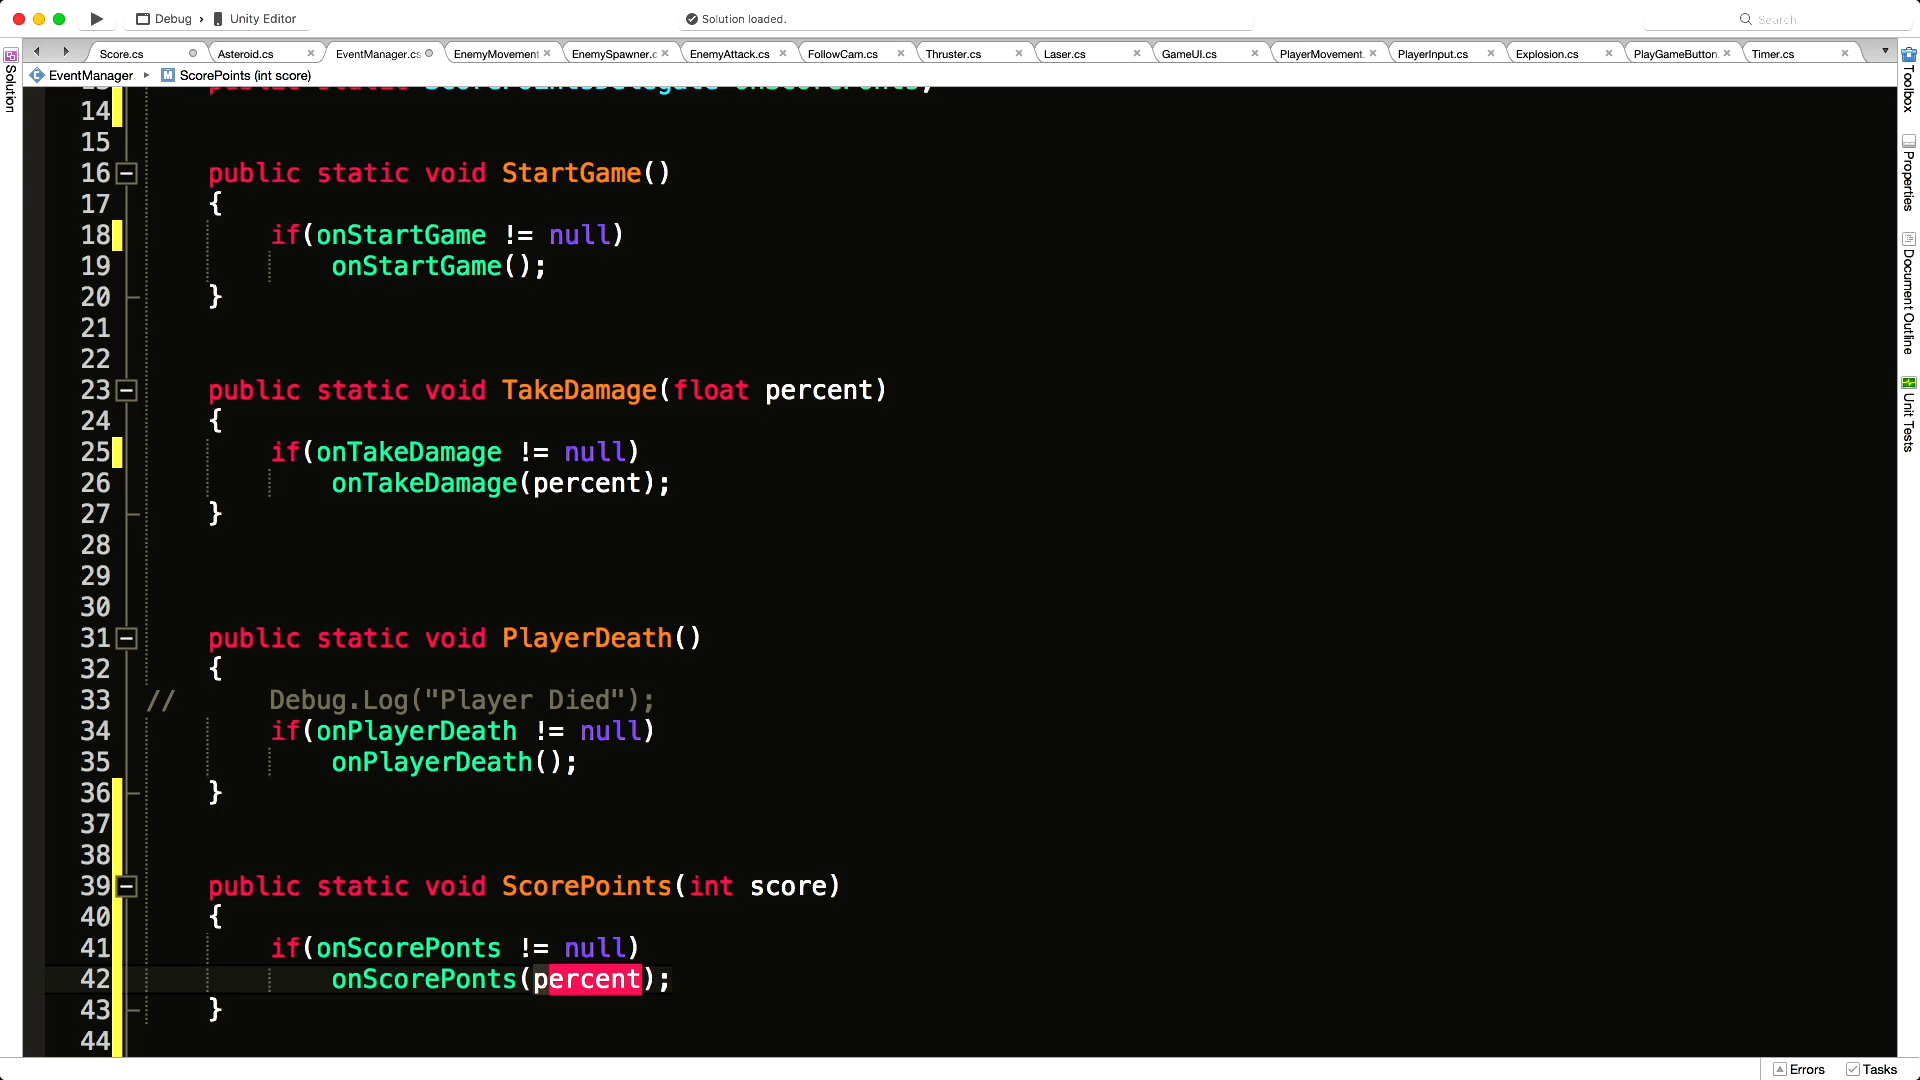 Debug › Unity Editor
Solution loaded.
Search
Score.cs
Asteroid.cs
EventManager.cs
EnemyMovement
EnemySpawner.c
EnemyAttack.cs
FollowCam.cs
Thruster.cs
Laser.cs
GameUI.cs
PlayerMovement.
PlayerInput.cs
Explosion.cs
PlayGameButton.
Timer.cs
EventManager ▸ M ScorePoints (int score)
Solution
Toolbox
Properties
Document Outline
Unit Tests
13 public static ScorePointsDelegate onScorePonts;
14
15
16 public static void StartGame()
17 {
18 if(onStartGame != null)
19 onStartGame();
20 }
21
22
23 public static void TakeDamage(float percent)
24 {
25 if(onTakeDamage != null)
26 onTakeDamage(percent);
27 }
28
29
30
31 public static void PlayerDeath()
32 {
33 // Debug.Log("Player Died");
34 if(onPlayerDeath != null)
35 onPlayerDeath();
36 }
37
38
39 public static void ScorePoints(int score)
40 {
41 if(onScorePonts != null)
42 onScorePonts(percent);
43 }
44
Errors
Tasks